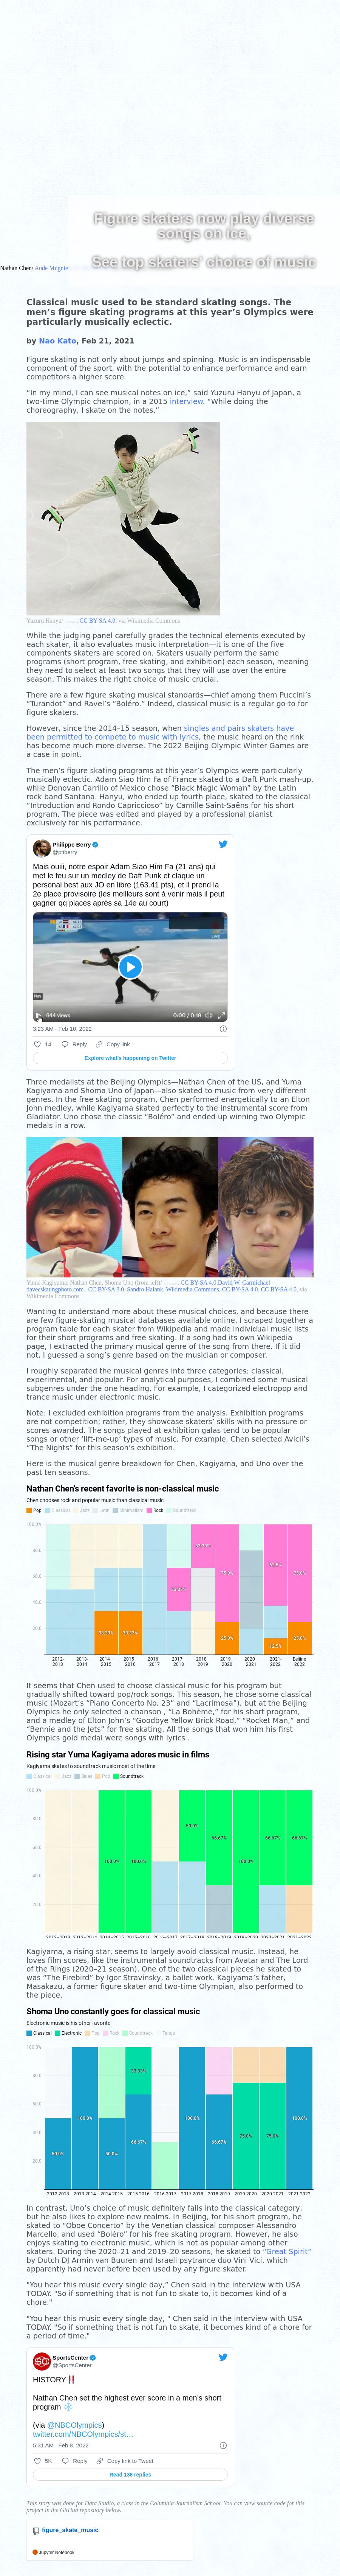 Figure skaters now play diverse
songs on ice,
See top skaters' choice of music
Nathan Chen/ Aude Mugnie
Classical music used to be standard skating songs. The
men's figure skating programs at this year's Olympics were
particularly musically eclectic.
by Nao Kato, Feb 21, 2021
Figure skating is not only about jumps and spinning. Music is an indispensable
component of the sport, with the potential to enhance performance and earn
competitors a higher score.
“In my mind, I can see musical notes on ice,” said Yuzuru Hanyu of Japan, a
two-time Olympic champion, in a 2015 interview. “While doing the
choreography, I skate on the notes.”
Yuzuru Hanyu/ ……, CC BY-SA 4.0, via Wikimedia Commons
While the judging panel carefully grades the technical elements executed by
each skater, it also evaluates music interpretation—it is one of the five
components skaters are scored on. Skaters usually perform the same
programs (short program, free skating, and exhibition) each season, meaning
they need to select at least two songs that they will use over the entire
season. This makes the right choice of music crucial.
There are a few figure skating musical standards—chief among them Puccini's
“Turandot” and Ravel's “Boléro.” Indeed, classical music is a regular go-to for
figure skaters.
However, since the 2014–15 season, when singles and pairs skaters have
been permitted to compete to music with lyrics, the music heard on the rink
has become much more diverse. The 2022 Beijing Olympic Winter Games are
a case in point.
The men's figure skating programs at this year's Olympics were particularly
musically eclectic. Adam Siao Him Fa of France skated to a Daft Punk mash-up,
while Donovan Carrillo of Mexico chose “Black Magic Woman” by the Latin
rock band Santana. Hanyu, who ended up fourth place, skated to the classical
“Introduction and Rondo Capriccioso” by Camille Saint-Saëns for his short
program. The piece was edited and played by a professional pianist
exclusively for his performance.
Philippe Berry
@ptiberry
Mais ouiii, notre espoir Adam Siao Him Fa (21 ans) qui
met le feu sur un medley de Daft Punk et claque un
personal best aux JO en libre (163.41 pts), et il prend la
2e place provisoire (les meilleurs sont à venir mais il peut
gagner qq places après sa 14e au court)
LIVE
644 views
0:00 / 0:19
3:23 AM · Feb 10, 2022
14 Reply Copy link
Explore what's happening on Twitter
Three medalists at the Beijing Olympics—Nathan Chen of the US, and Yuma
Kagiyama and Shoma Uno of Japan—also skated to music from very different
genres. In the free skating program, Chen performed energetically to an Elton
John medley, while Kagiyama skated perfectly to the instrumental score from
Gladiator. Uno chose the classic “Boléro” and ended up winning two Olympic
medals in a row.
Yuma Kagiyama, Nathan Chen, Shoma Uno (from left)/ ……, CC BY-SA 4.0,David W. Carmichael -
davecskatingphoto.com., CC BY-SA 3.0, Sandro Halank, Wikimedia Commons, CC BY-SA 4.0, CC BY-SA 4.0, via
Wikimedia Commons
Wanting to understand more about these musical choices, and because there
are few figure-skating musical databases available, I created my own by
writing code for each skater from Wikipedia and made individual music lists
for their short programs and free skating. If a song had its own Wikipedia
page, I extracted the primary musical genre of the song from there. If it did
not, I guessed a song's genre based on the musician or composer.
I roughly separated the musical genres into three categories: classical,
experimental, and popular. For analytical purposes, I combined some musical
subgenres under the one heading. For example, I categorized electropop and
trance music under electronic music.
Note: I excluded exhibition programs from the analysis. Exhibition programs
are not competition; rather, they showcase skaters' skills with no pressure or
scores awarded. The songs played at exhibition galas tend to be popular
songs or other ‘lift-me-up’ types of music. For example, Chen selected Avicii's
“The Nights” for this season's exhibition.
Here is the musical genre breakdown for Chen, Kagiyama, and Uno over the
past ten seasons.
Nathan Chen's recent favorite is non-classical music
Chen chooses rock and popular music than classical music
Pop Classical Jazz Latin Minimalism Rock Soundtrack
100.0%
80.0
60.0
40.0
20.0
33.33% 33.33% 25.0% 12.5% 25.0%
2012-
2013
2013-
2014
2014–
2015
2015–
2016
2016–
2017
2017–
2018
2018–
2019
2019–
2020
2020–
2021
2021–
2022
Beijing
2022
It seems that Chen used to chose classical music for his program but
gradually shifted toward pop/rock songs. This season, he chose some classical
music (Mozart's “Piano Concerto No. 23” and “Lacrimosa”), but at the Beijing
Olympics he only selected a chanson , “La Bohème,” for his short program,
and a medley of Elton John's “Goodbye Yellow Brick Road,” “Rocket Man,” and
“Bennie and the Jets” for free skating. All the songs that won him his first
Olympics gold medal were songs with lyrics .
Rising star Yuma Kagiyama adores music in films
Kagiyama skates to soundtrack music most of the time
Classical Jazz Blues Pop Soundtrack
100.0%
80.0
60.0
40.0
20.0
100.0% 100.0% 50.0% 66.67% 100.0% 66.67% 66.67%
2012–2013 2013–2014 2014–2015 2015–2016 2016–2017 2017–2018 2018–2019 2019–2020 2020–2021 2021–2022
Kagiyama, a rising star, seems to largely avoid classical music. Instead, he
loves film scores, like the instrumental soundtracks from Avatar and The Lord
of the Rings (2020–21 season). One of the two classical pieces he skated to
was “The Firebird” by Igor Stravinsky, a ballet work. Kagiyama's father,
Masakazu, a former figure skater and two-time Olympian, also performed to
the piece.
Shoma Uno constantly goes for classical music
Electronic music is his other favorite
Classical Electronic Pop Rock Soundtrack Tango
100.0%
80.0
60.0
40.0
20.0
50.0% 100.0% 50.0% 33.33% 66.67% 100.0% 66.67% 75.0% 75.0% 100.0%
2012-2013 2013-2014 2014-2015 2015-2016 2016-2017 2017-2018 2018-2019 2019-2020 2020-2021 2021-2022
In contrast, Uno's choice of music definitely falls into the classical category,
but he also likes to explore new realms. In Beijing, for his short program, he
skated to “Oboe Concerto” by the Venetian classical composer Alessandro
Marcello, and used “Boléro” for his free skating program. However, he also
enjoys skating to electronic music, which is not as popular among other
skaters. During the 2020–21 and 2019–20 seasons, he skated to “Great Spirit”
by Dutch DJ Armin van Buuren and Israeli psytrance duo Vini Vici, which
apparently had never before been used by any figure skater.
"You hear this music every single day,” Chen said in the interview with USA
TODAY. "So if something that is not fun to skate to, it becomes kind of a
chore."
"You hear this music every single day, “ Chen said in the interview with USA
TODAY. "So if something that is not fun to skate to, it becomes kind of a chore for
a period of time."
SportsCenter
@SportsCenter
HISTORY‼️
Nathan Chen set the highest ever score in a men's short
program ❄️
(via @NBCOlympics)
twitter.com/NBCOlympics/st…
5:31 AM · Feb 8, 2022
5K Reply Copy link to Tweet
Read 136 replies
This story was done for Data Studio, a class in the Columbia Journalism School. You can view source code for this
project in the GitHub repository below.
figure_skate_music
Jupyter Notebook